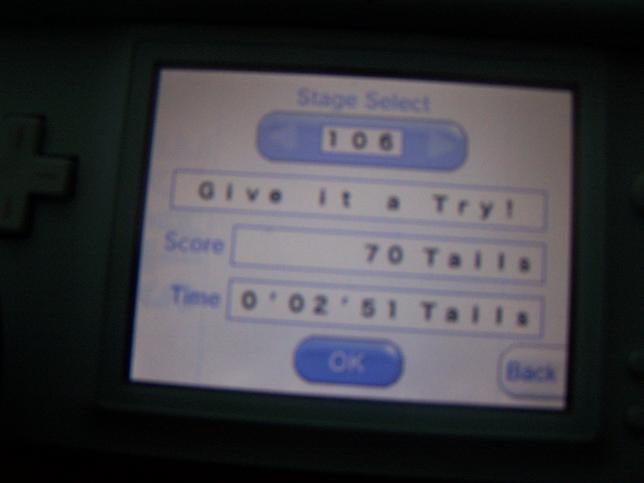 Stage Select
106
Give it a Try!
Score 70 Tails
Time 0'02'51 Tails
OK
Back